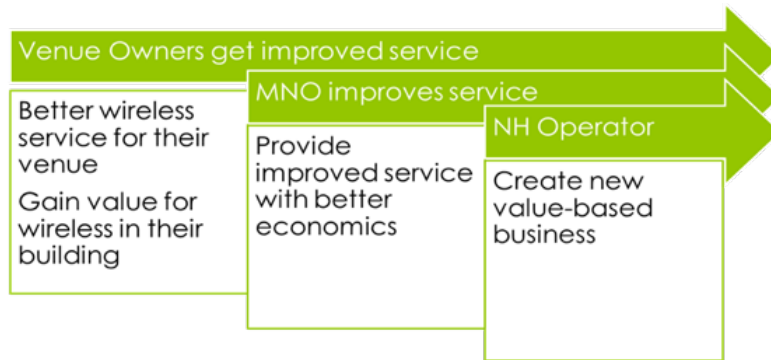 Venue Owners get improved service
Better wireless
service for their
venue
Gain value for
wireless in their
building
MNO improves service
Provide
improved service
with better
economics
NH Operator
Create new
value-based
business